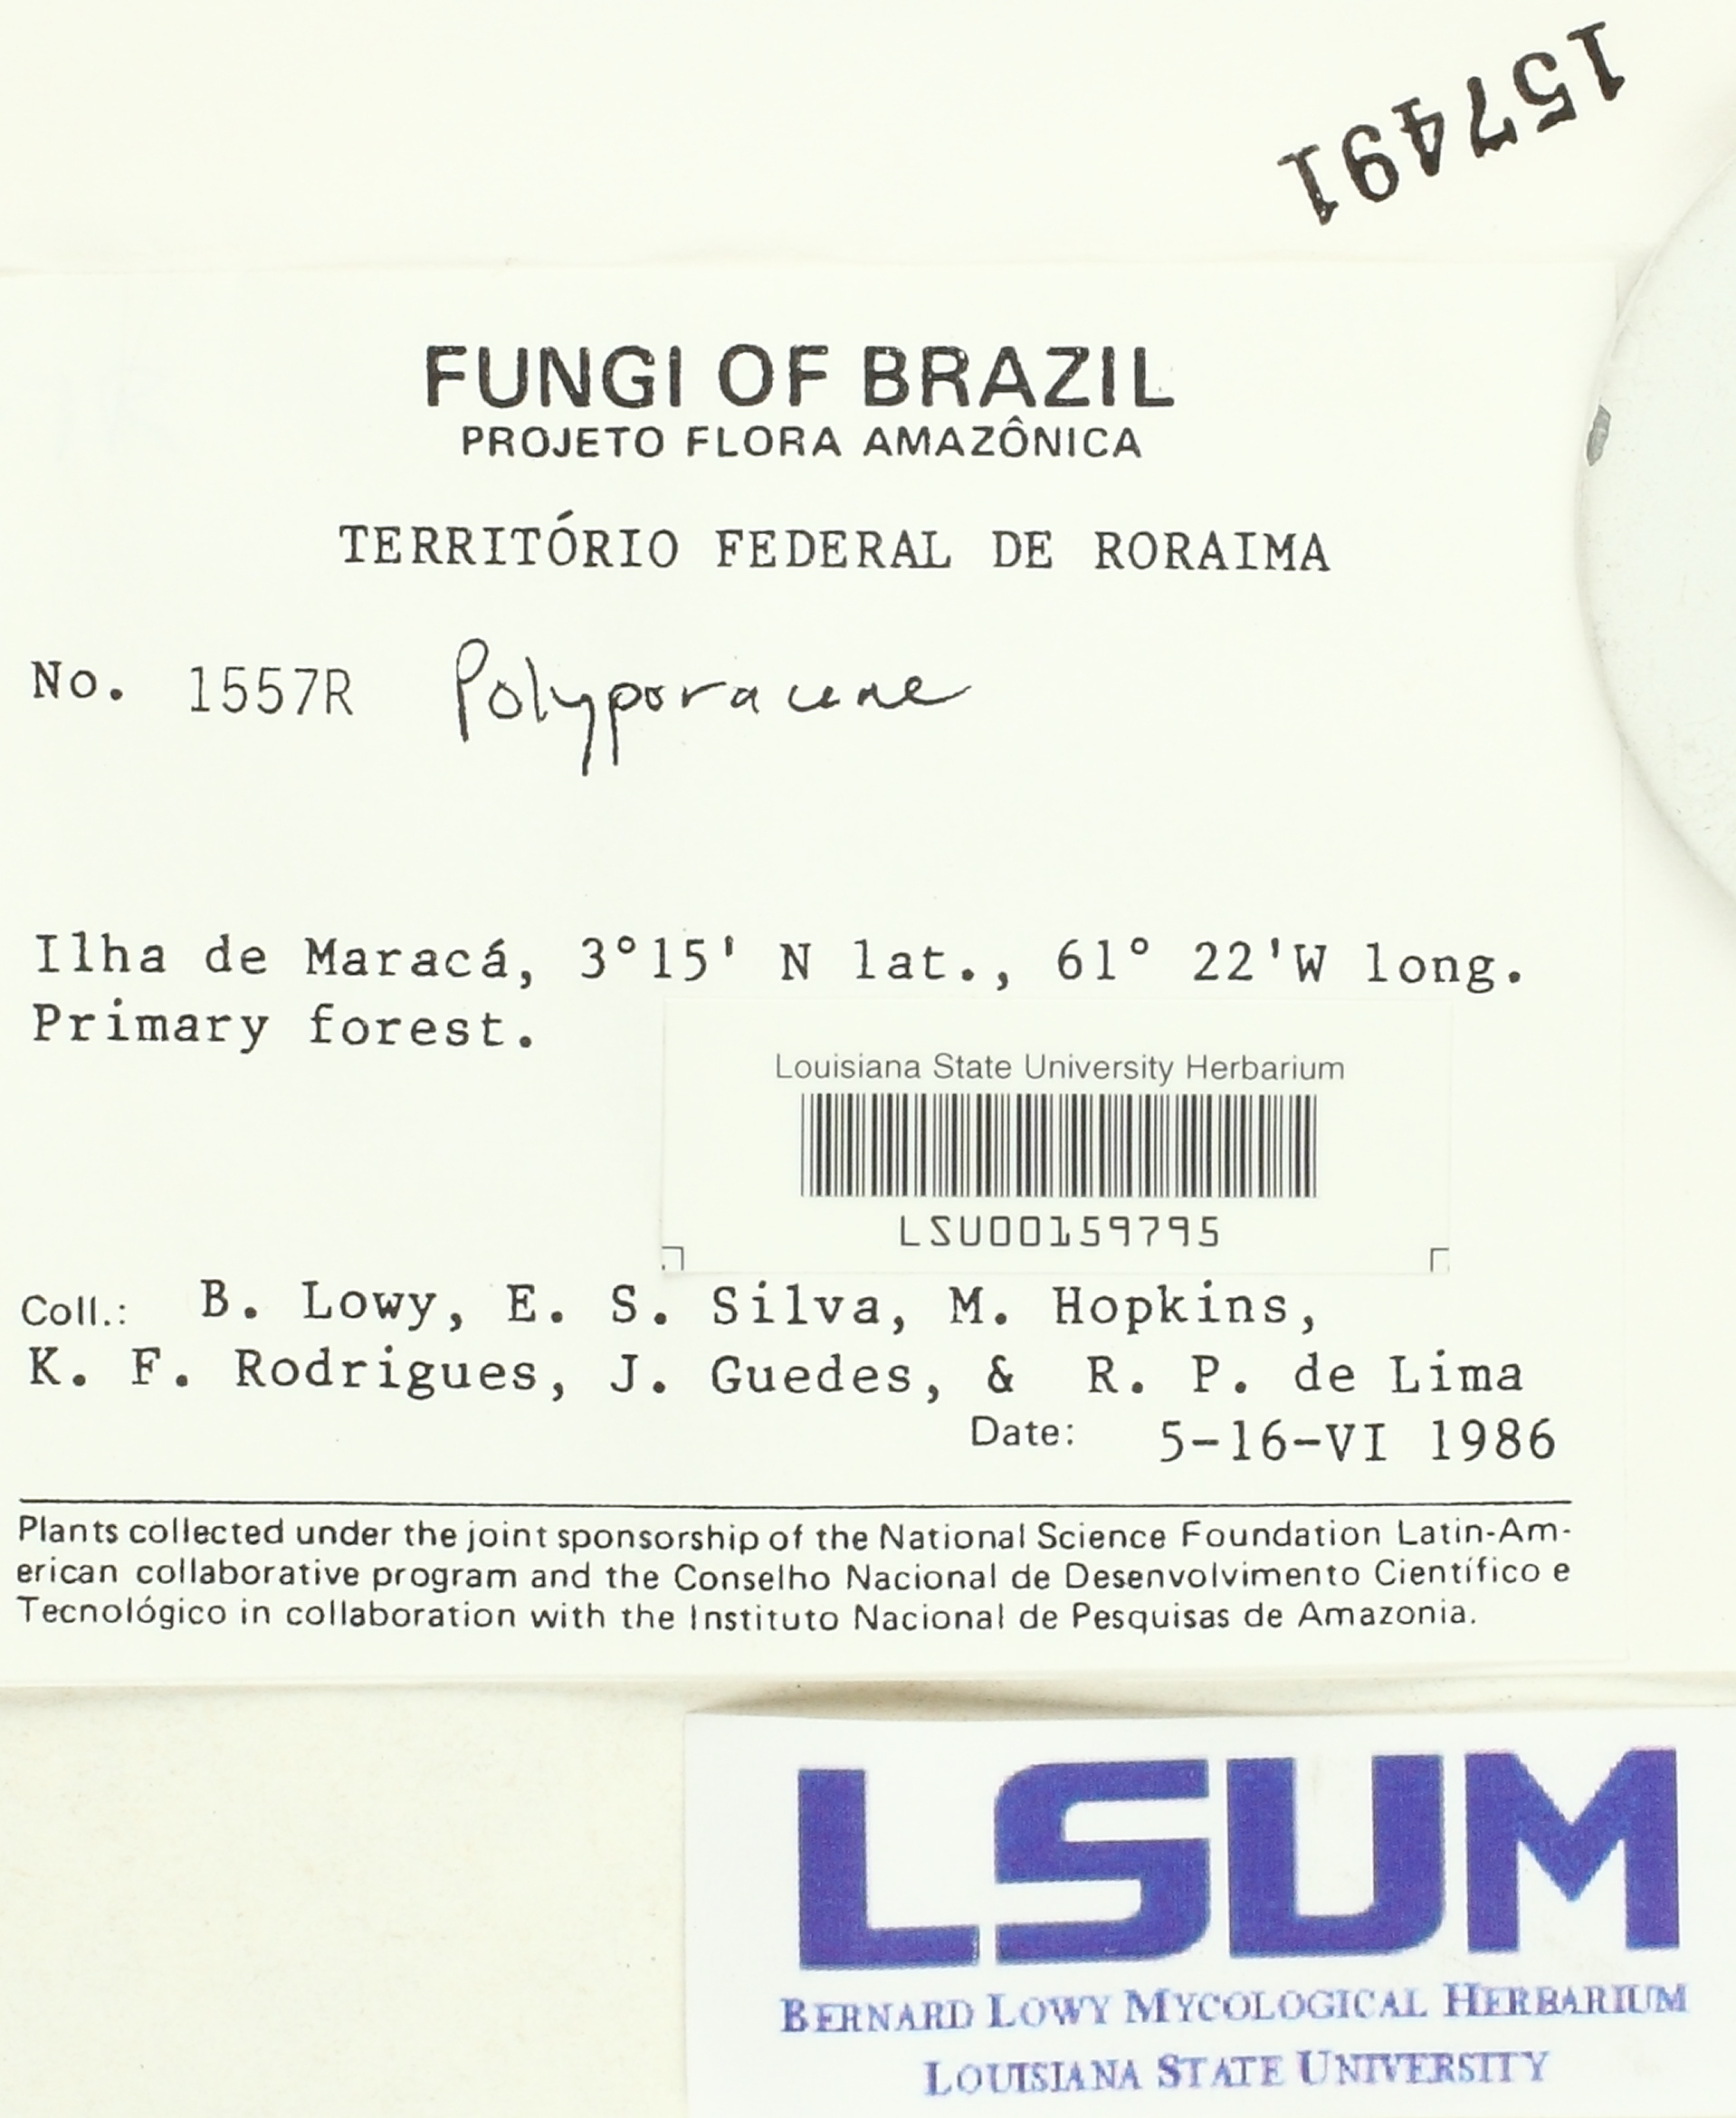 157491
FUNGI OF BRAZIL
PROJETO FLORA AMAZÔNICA
TERRITÓRIO FEDERAL DE RORAIMA
No. 1557R Polyporaceae
Ilha de Maracá, 3°15' N lat., 61° 22'W long.
Primary forest.
Louisiana State University Herbarium
LSU00159795
Coll.: B. Lowy, E. S. Silva, M. Hopkins,
K. F. Rodrigues, J. Guedes, & R. P. de Lima
Date: 5-16-VI 1986
Plants collected under the joint sponsorship of the National Science Foundation Latin-Am-
erican collaborative program and the Conselho Nacional de Desenvolvimento Científico e
Tecnológico in collaboration with the Instituto Nacional de Pesquisas de Amazonia.
LSUM
BERNARD LOWY MYCOLOGICAL HERBARIUM
LOUISIANA STATE UNIVERSITY